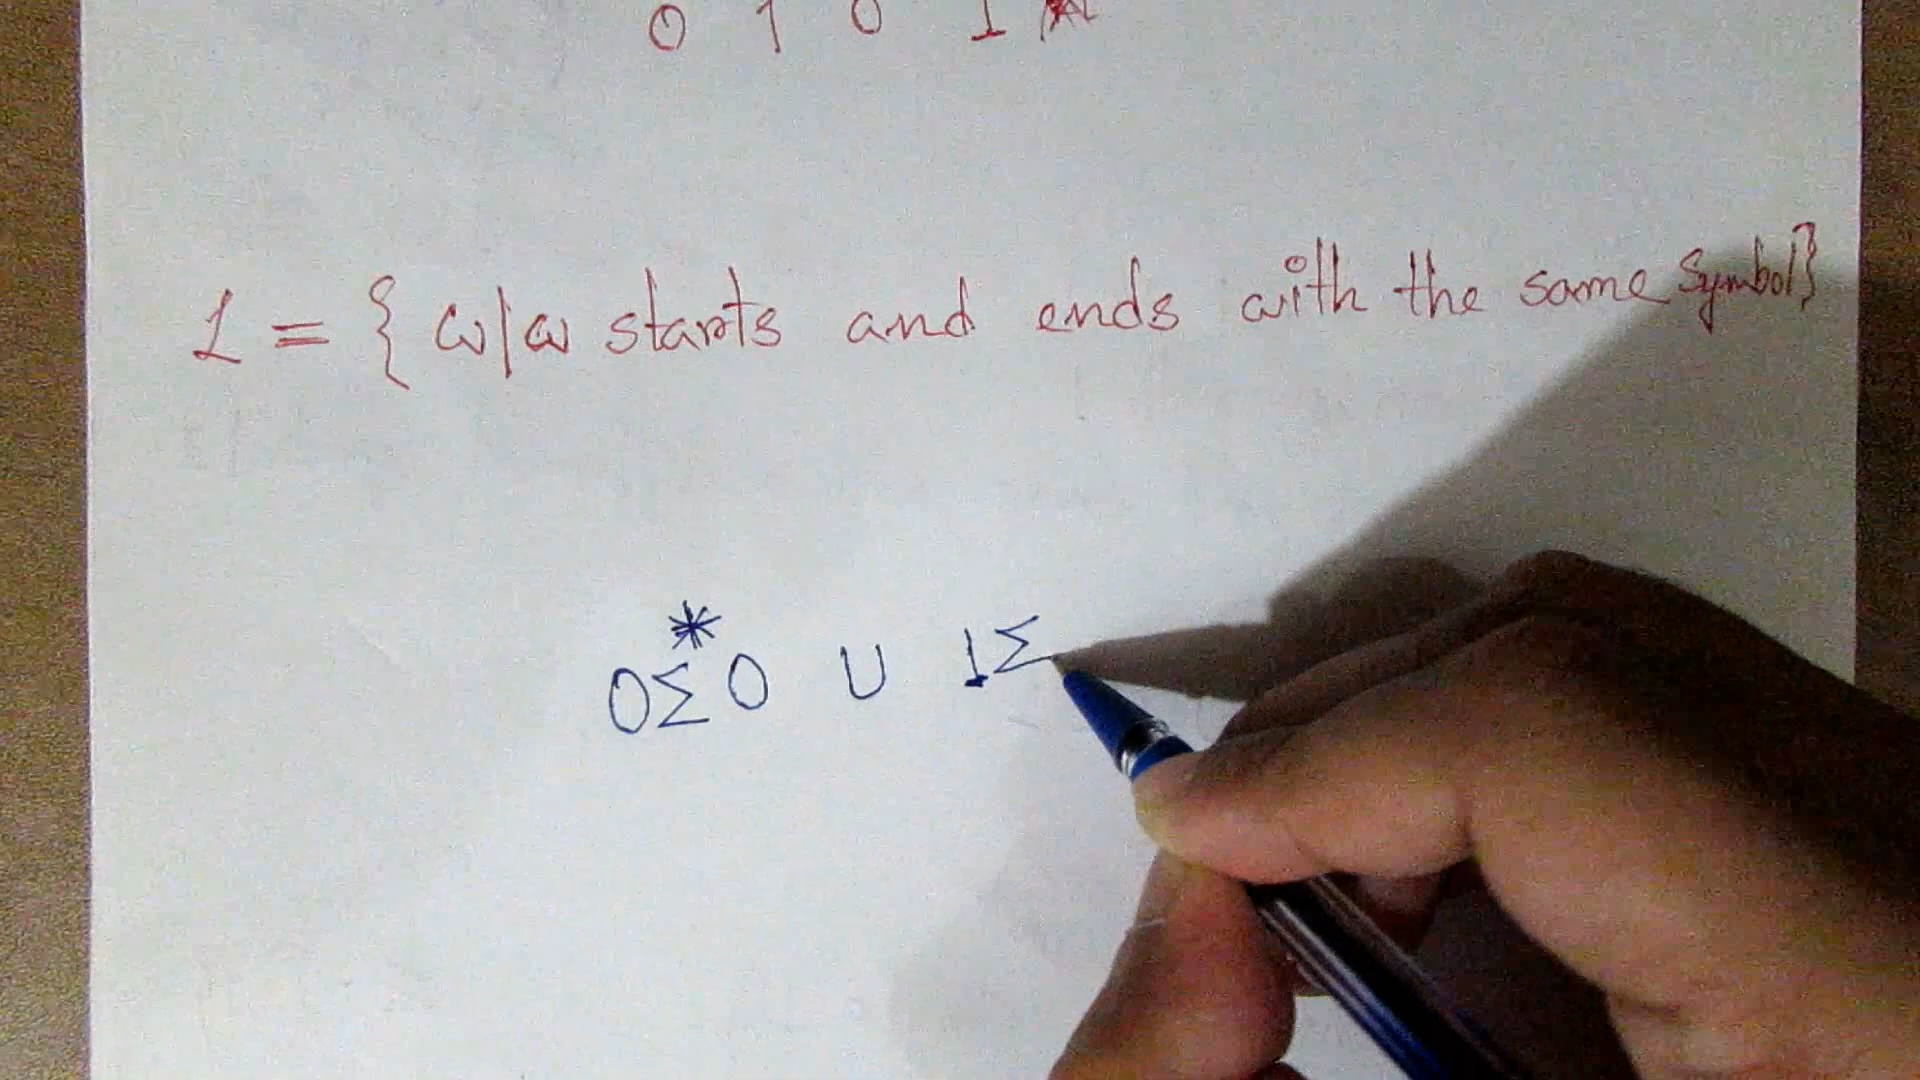 0 1 0 1
L = { w/w starts and ends with the same Symbol}
0Σ*0 ∪ 1Σ